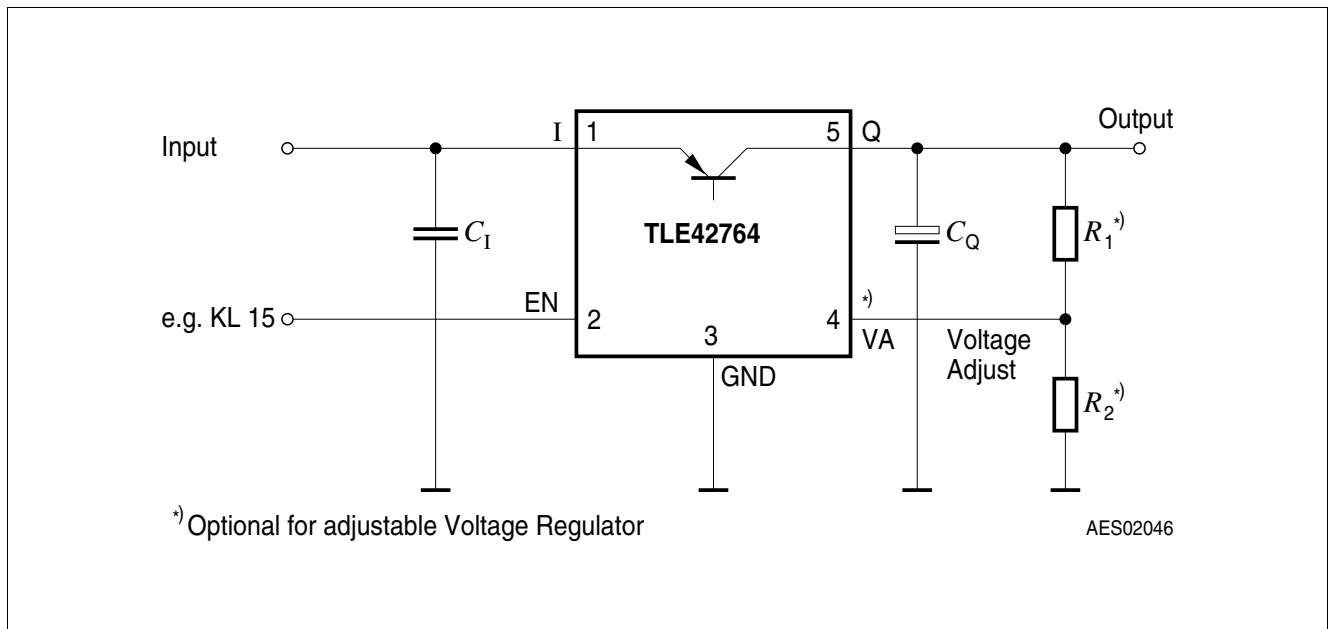 Input
I
1
5
Q
Output
C_I
TLE42764
C_Q
R_1*)
e.g. KL 15
EN
2
3
4
*)
VA
Voltage
Adjust
GND
R_2*)
*) Optional for adjustable Voltage Regulator
AES02046